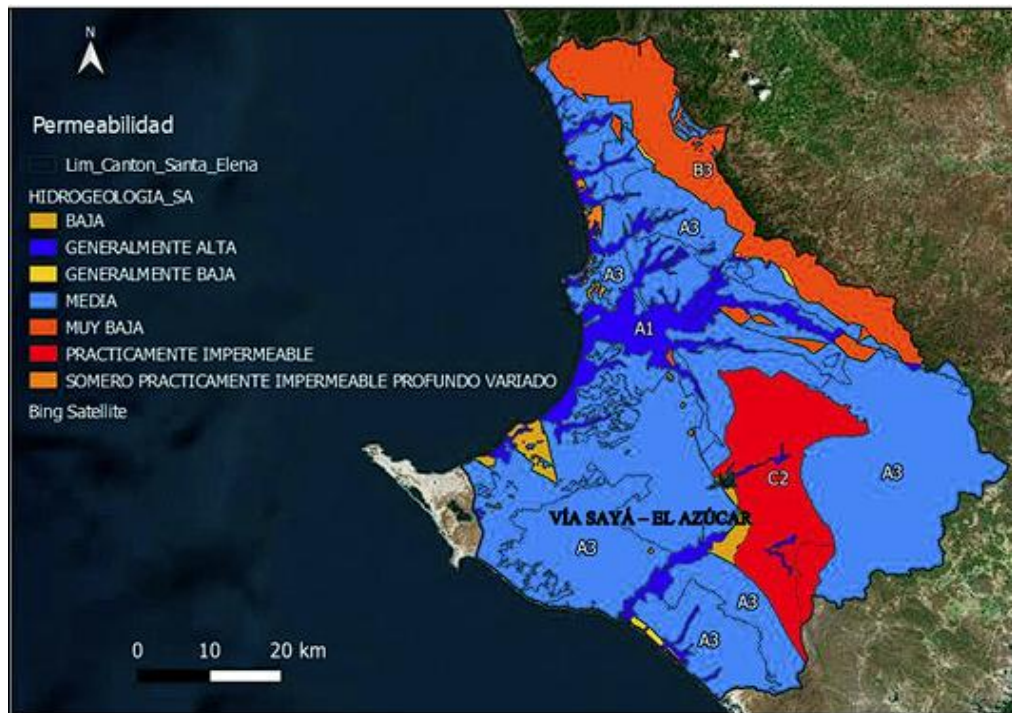 N
Permeabilidad
Lim_Canton_Santa_Elena
HIDROGEOLOGIA_SA
BAJA
GENERALMENTE ALTA
GENERALMENTE BAJA
MEDIA
MUY BAJA
PRACTICAMENTE IMPERMEABLE
SOMERO PRACTICAMENTE IMPERMEABLE PROFUNDO VARIADO
Bing Satellite
B3
A3
A3
A1
C2
A3
VÍA SAYÁ – EL AZÚCAR
A3
A3
A3
0 10 20 km